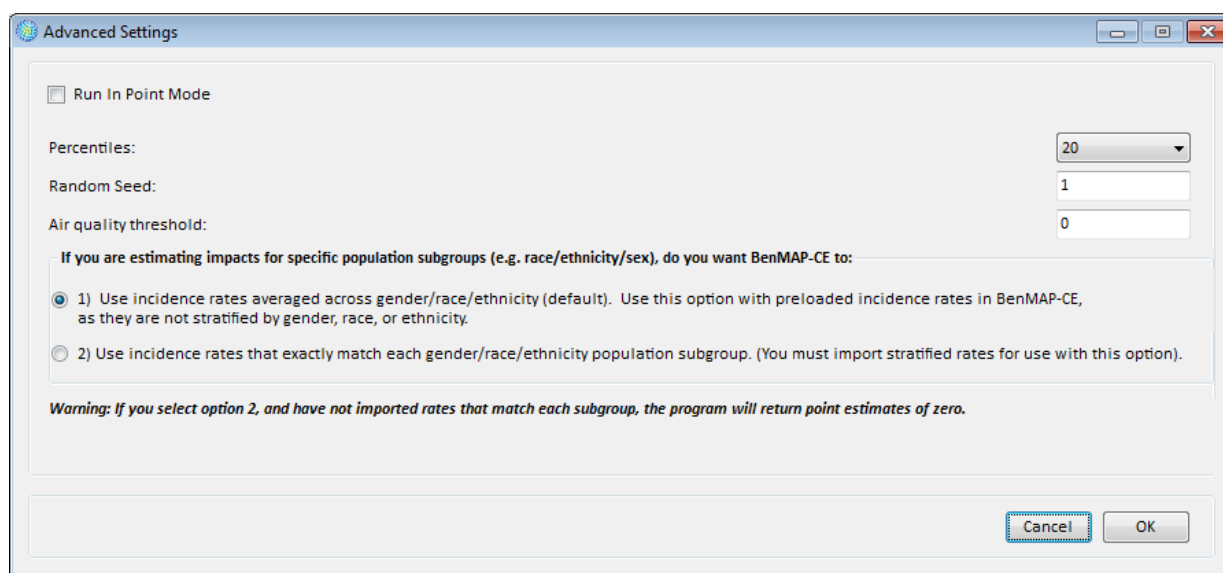 Advanced Settings
Run In Point Mode
Percentiles:
20
Random Seed:
1
Air quality threshold:
0
If you are estimating impacts for specific population subgroups (e.g. race/ethnicity/sex), do you want BenMAP-CE to:
1) Use incidence rates averaged across gender/race/ethnicity (default). Use this option with preloaded incidence rates in BenMAP-CE,
as they are not stratified by gender, race, or ethnicity.
2) Use incidence rates that exactly match each gender/race/ethnicity population subgroup. (You must import stratified rates for use with this option).
Warning: If you select option 2, and have not imported rates that match each subgroup, the program will return point estimates of zero.
Cancel
OK